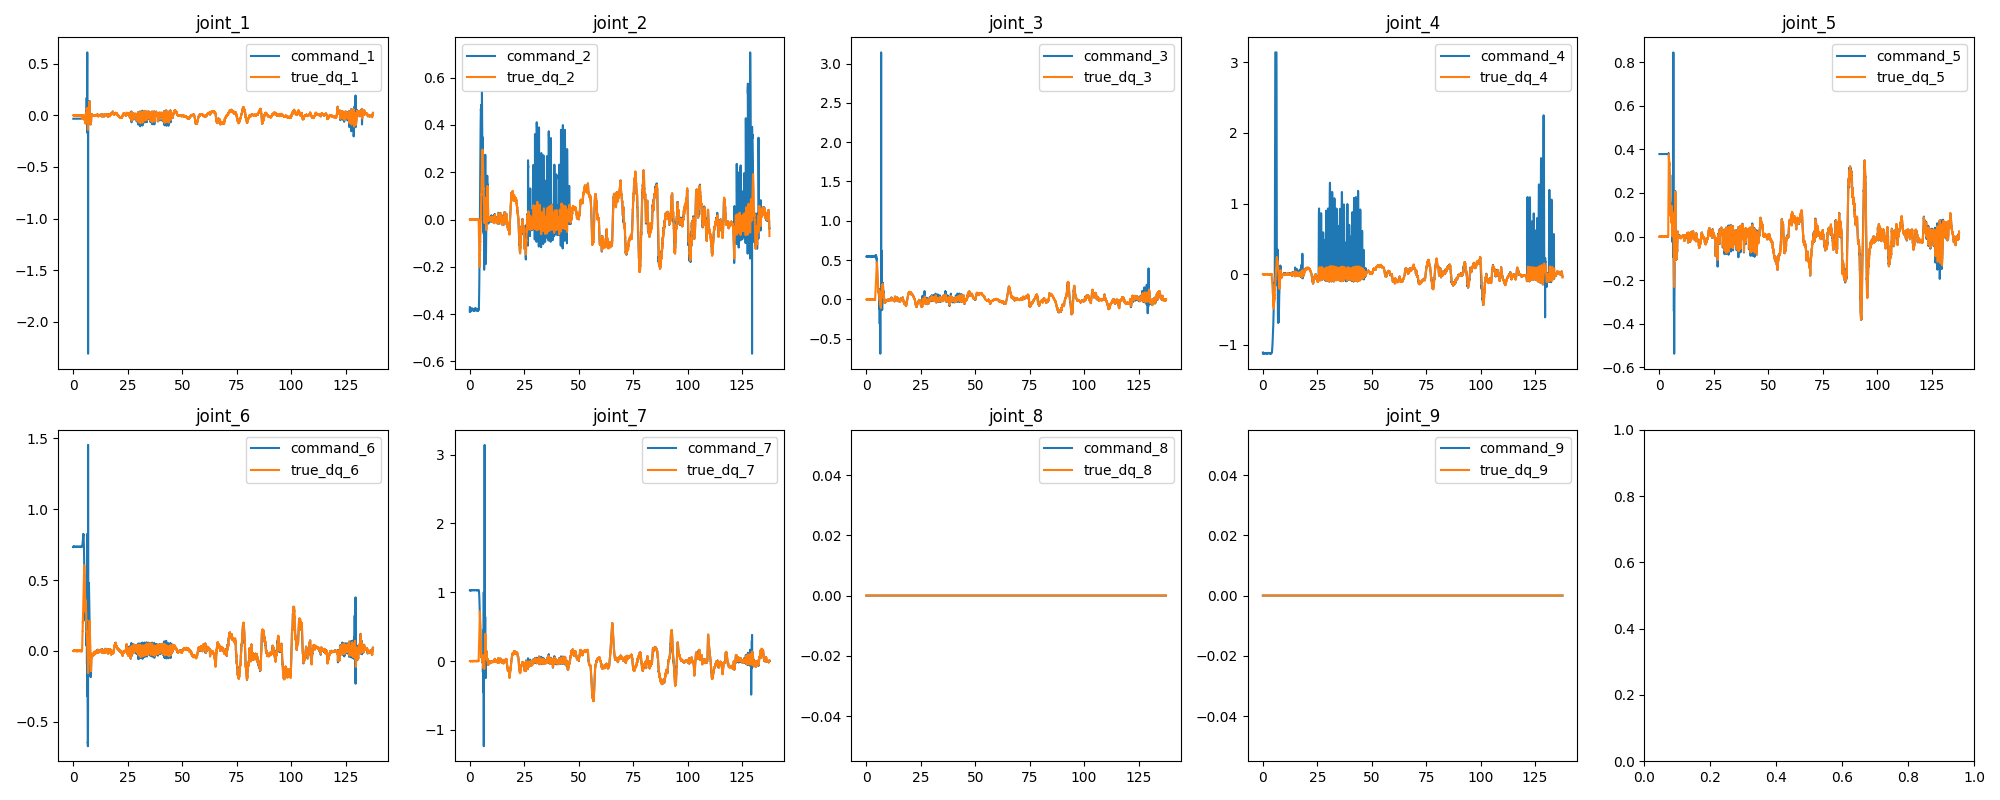 joint_1
command_1
true_dq_1
0.5
0.0
−0.5
−1.0
−1.5
−2.0
0 25 50 75 100 125
joint_2
command_2
true_dq_2
0.6
0.4
0.2
0.0
−0.2
−0.4
−0.6
0 25 50 75 100 125
joint_3
command_3
true_dq_3
3.0
2.5
2.0
1.5
1.0
0.5
0.0
−0.5
0 25 50 75 100 125
joint_4
command_4
true_dq_4
3
2
1
0
−1
0 25 50 75 100 125
joint_5
command_5
true_dq_5
0.8
0.6
0.4
0.2
0.0
−0.2
−0.4
−0.6
0 25 50 75 100 125
joint_6
command_6
true_dq_6
1.5
1.0
0.5
0.0
−0.5
0 25 50 75 100 125
joint_7
command_7
true_dq_7
3
2
1
0
−1
0 25 50 75 100 125
joint_8
command_8
true_dq_8
0.04
0.02
0.00
−0.02
−0.04
0 25 50 75 100 125
joint_9
command_9
true_dq_9
0.04
0.02
0.00
−0.02
−0.04
0 25 50 75 100 125
1.0
0.8
0.6
0.4
0.2
0.0
0.0 0.2 0.4 0.6 0.8 1.0